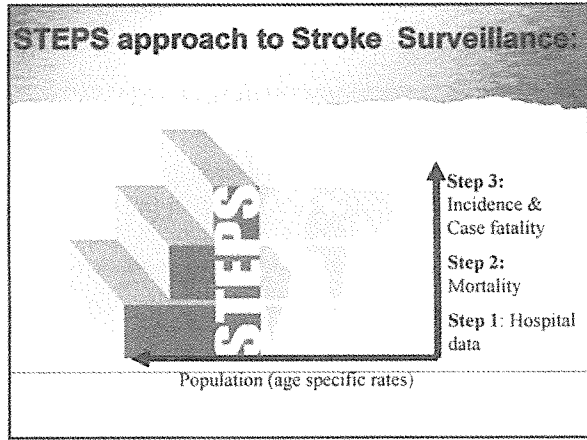 STEPS approach to Stroke Surveillance:
STEPS
Step 3:
Incidence &
Case fatality
Step 2:
Mortality
Step 1: Hospital
data
Population (age specific rates)